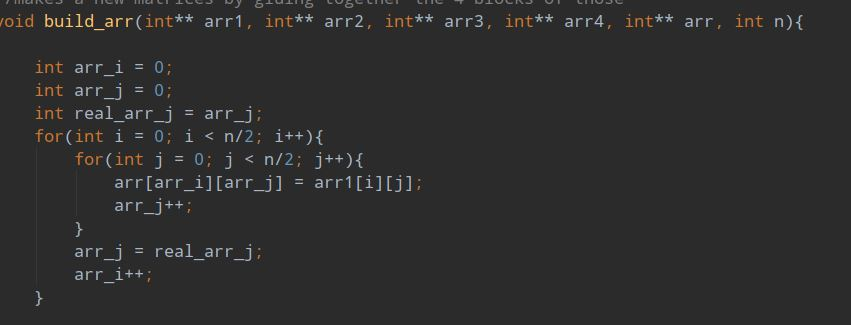 /makes a new matrices by gluing together the 4 blocks of those
void build_arr(int** arr1, int** arr2, int** arr3, int** arr4, int** arr, int n){
    int arr_i = 0;
    int arr_j = 0;
    int real_arr_j = arr_j;
    for(int i = 0; i < n/2; i++){
        for(int j = 0; j < n/2; j++){
            arr[arr_i][arr_j] = arr1[i][j];
            arr_j++;
        }
        arr_j = real_arr_j;
        arr_i++;
    }